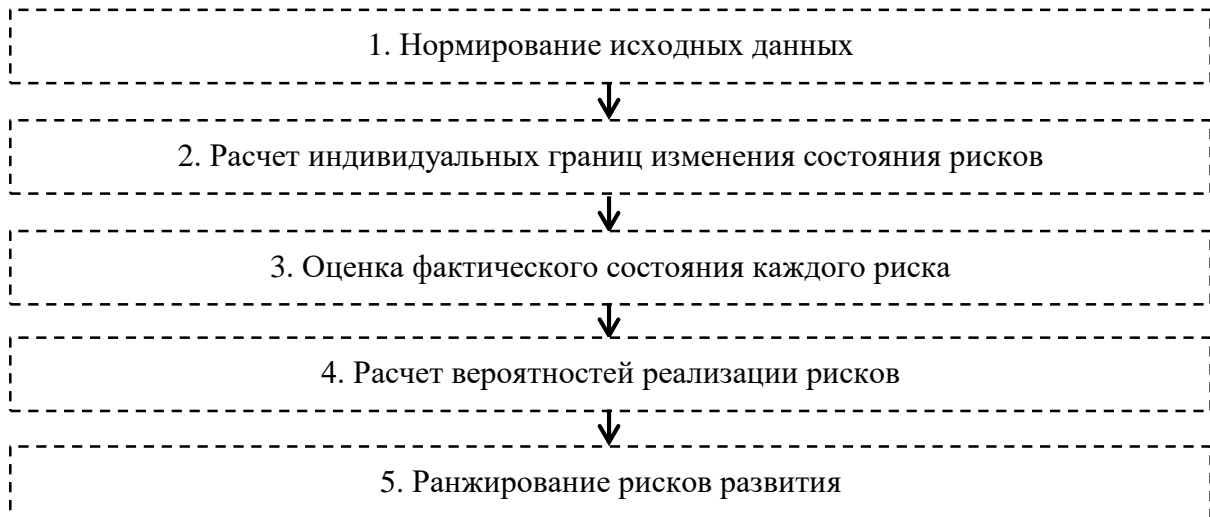 1. Нормирование исходных данных
2. Расчет индивидуальных границ изменения состояния рисков
3. Оценка фактического состояния каждого риска
4. Расчет вероятностей реализации рисков
5. Ранжирование рисков развития